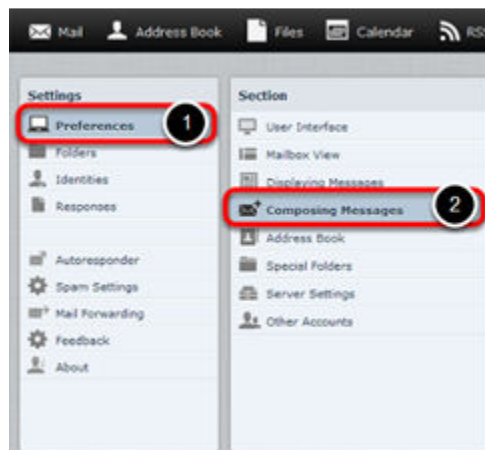 Mail Address Book Files Calendar RSS
Settings
Preferences 1
Folders
Identities
Responses
Autoresponder
Spam Settings
Mail Forwarding
Feedback
About
Section
User Interface
Mailbox View
Displaying Messages
Composing Messages 2
Address Book
Special Folders
Server Settings
Other Accounts